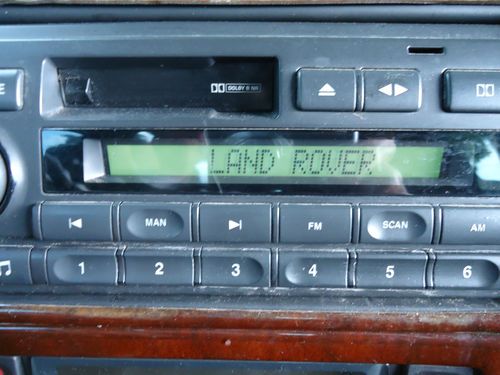 DOLBY B NR
LAND ROVER
MAN FM SCAN AM
1 2 3 4 5 6